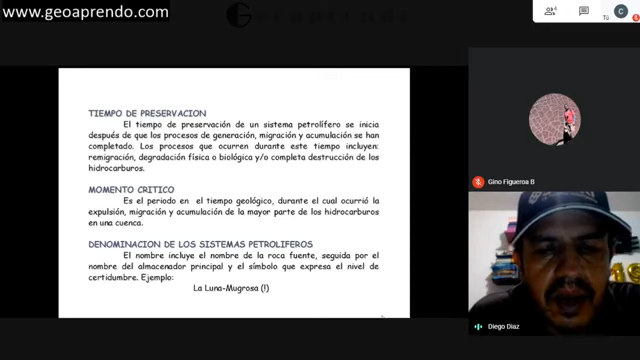 www.geoaprendo.com
TIEMPO DE PRESERVACION
El tiempo de preservación de un sistema petrolífero se inicia
después de que los procesos de generación, migración y acumulación se han
completado. Los procesos que ocurren durante este tiempo incluyen:
remigración, degradación física o biológica y/o completa destrucción de los
hidrocarburos.
MOMENTO CRITICO
Es el periodo en el tiempo geológico, durante el cual ocurrió la
expulsión, migración y acumulación de la mayor parte de los hidrocarburos
en una cuenca.
DENOMINACION DE LOS SISTEMAS PETROLIFEROS
El nombre incluye el nombre de la roca fuente, seguida por el
nombre del almacenador principal y el símbolo que expresa el nivel de
certidumbre. Ejemplo:
La Luna-Mugrosa (!)
C
Tú
Gino Figueroa B
Diego Diaz